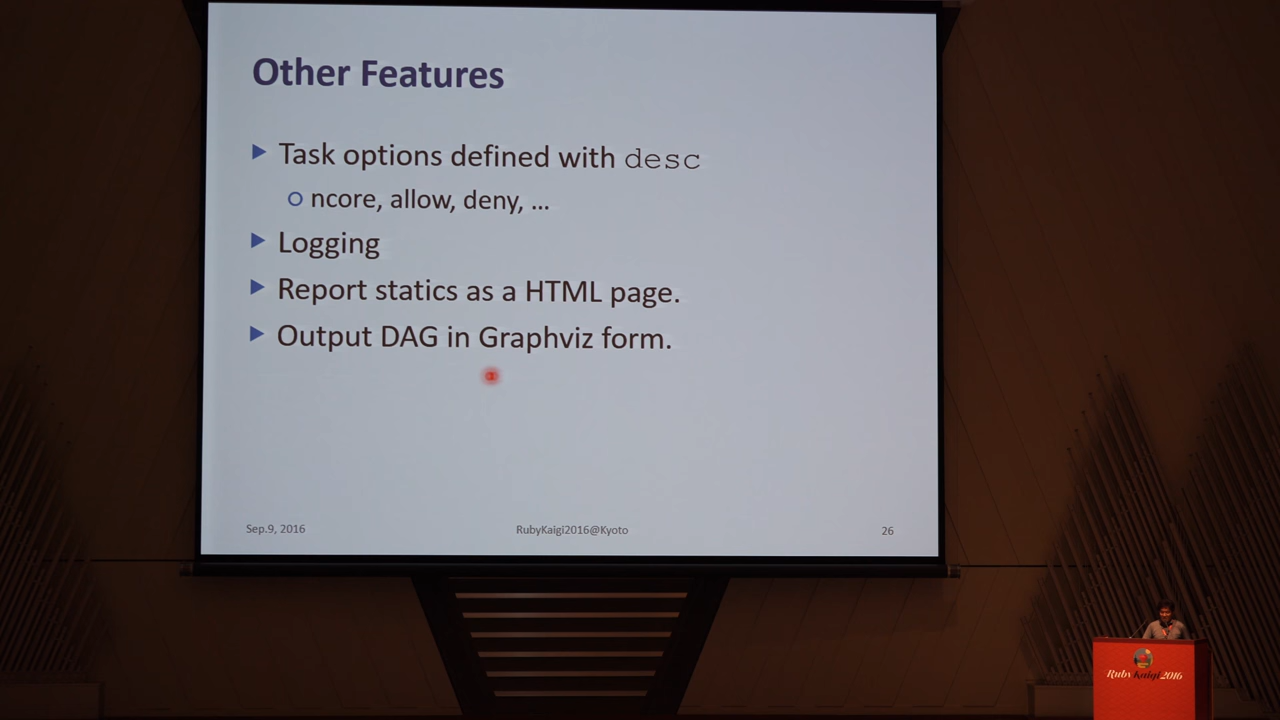 Other Features
Task options defined with desc
ncore, allow, deny, ...
Logging
Report statics as a HTML page.
Output DAG in Graphviz form.
Sep.9, 2016
RubyKaigi2016@Kyoto
26
RubyKaigi2016